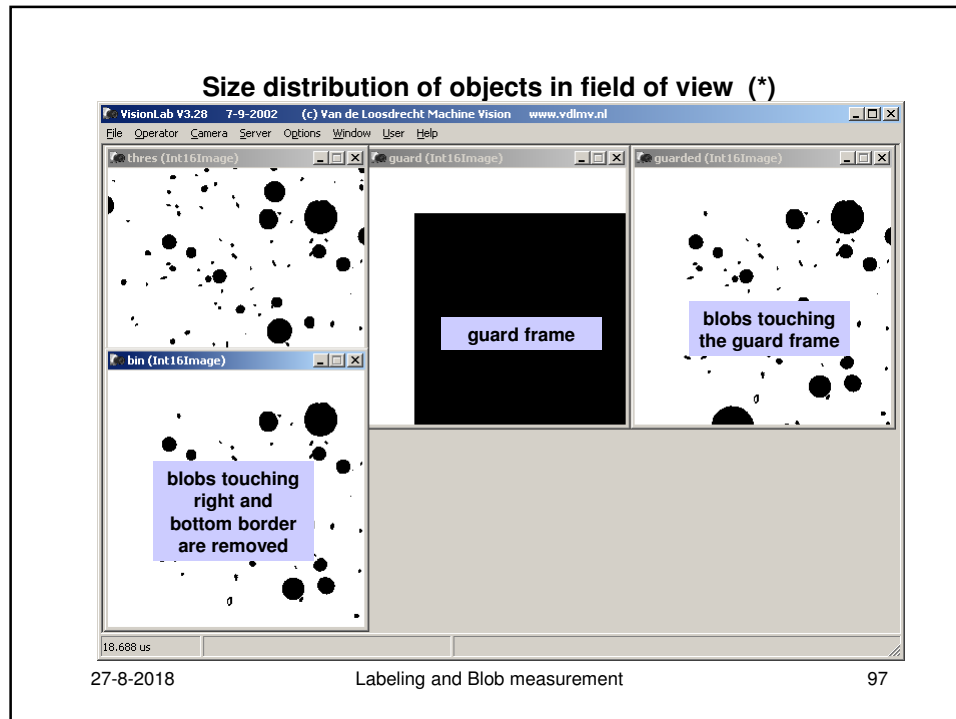 Size distribution of objects in field of view (*)
VisionLab V3.28 7-9-2002 (c) Van de Loosdrecht Machine Vision www.vdlmv.nl
File Operator Camera Server Options Window User Help
thres (Int16Image)
guard (Int16Image)
guarded (Int16Image)
guard frame
blobs touching
the guard frame
bin (Int16Image)
blobs touching
right and
bottom border
are removed
18.688 us
27-8-2018 Labeling and Blob measurement 97